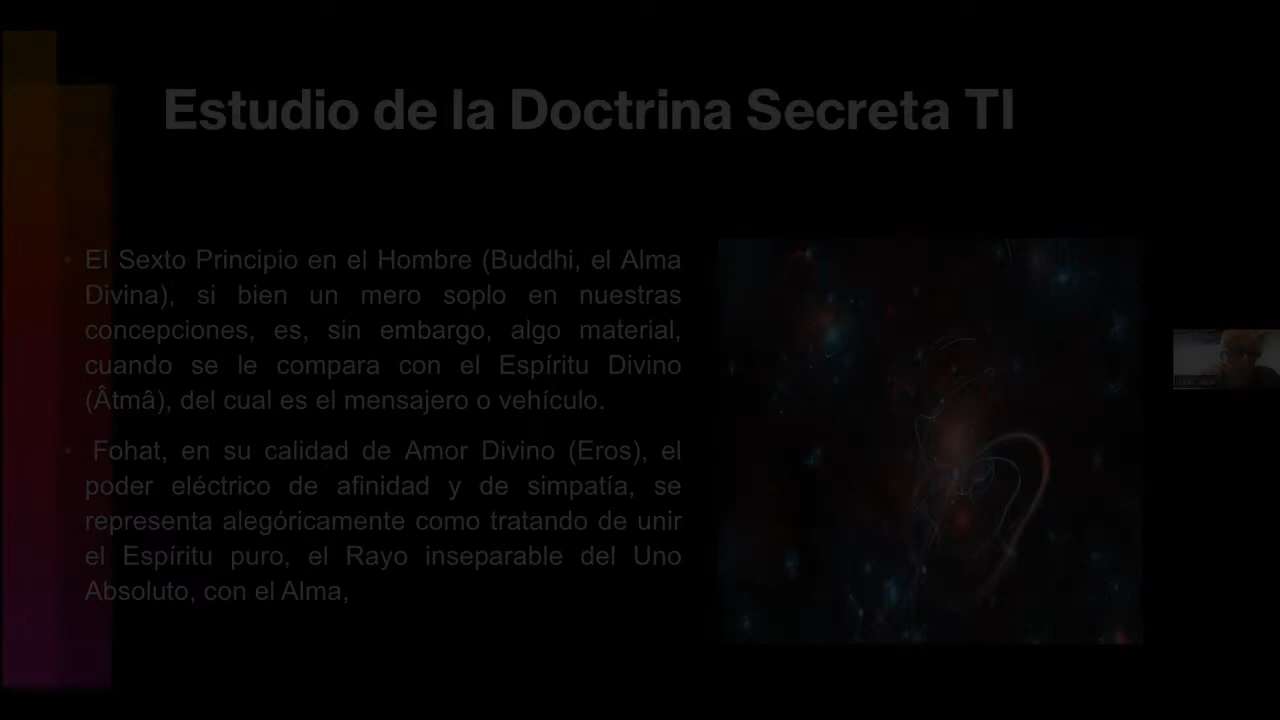 Estudio de la Doctrina Secreta TI
• El Sexto Principio en el Hombre (Buddhi, el Alma
Divina), si bien un mero soplo en nuestras
concepciones, es, sin embargo, algo material,
cuando se le compara con el Espíritu Divino
(Âtmâ), del cual es el mensajero o vehículo.
• Fohat, en su calidad de Amor Divino (Eros), el
poder eléctrico de afinidad y de simpatía, se
representa alegóricamente como tratando de unir
el Espíritu puro, el Rayo inseparable del Uno
Absoluto, con el Alma,